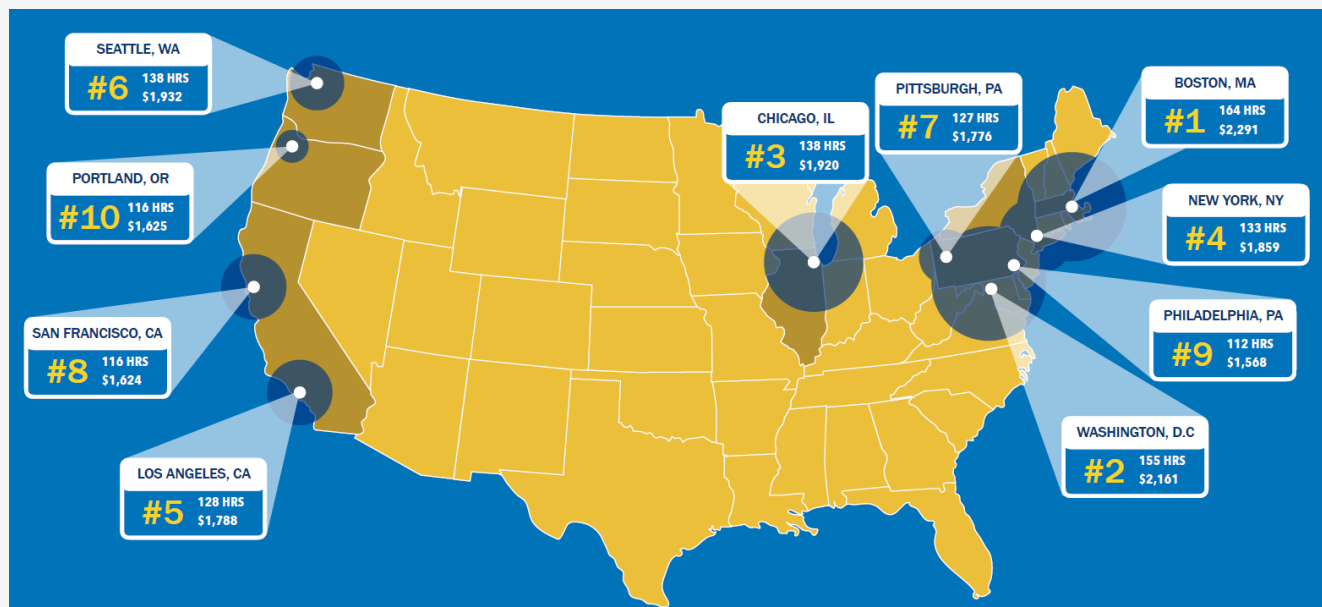 SEATTLE, WA
#6
138 HRS
$1,932
PORTLAND, OR
#10
116 HRS
$1,625
SAN FRANCISCO, CA
#8
116 HRS
$1,624
LOS ANGELES, CA
#5
128 HRS
$1,788
CHICAGO, IL
#3
138 HRS
$1,920
PITTSBURGH, PA
#7
127 HRS
$1,776
BOSTON, MA
#1
164 HRS
$2,291
NEW YORK, NY
#4
133 HRS
$1,859
PHILADELPHIA, PA
#9
112 HRS
$1,568
WASHINGTON, D.C
#2
155 HRS
$2,161